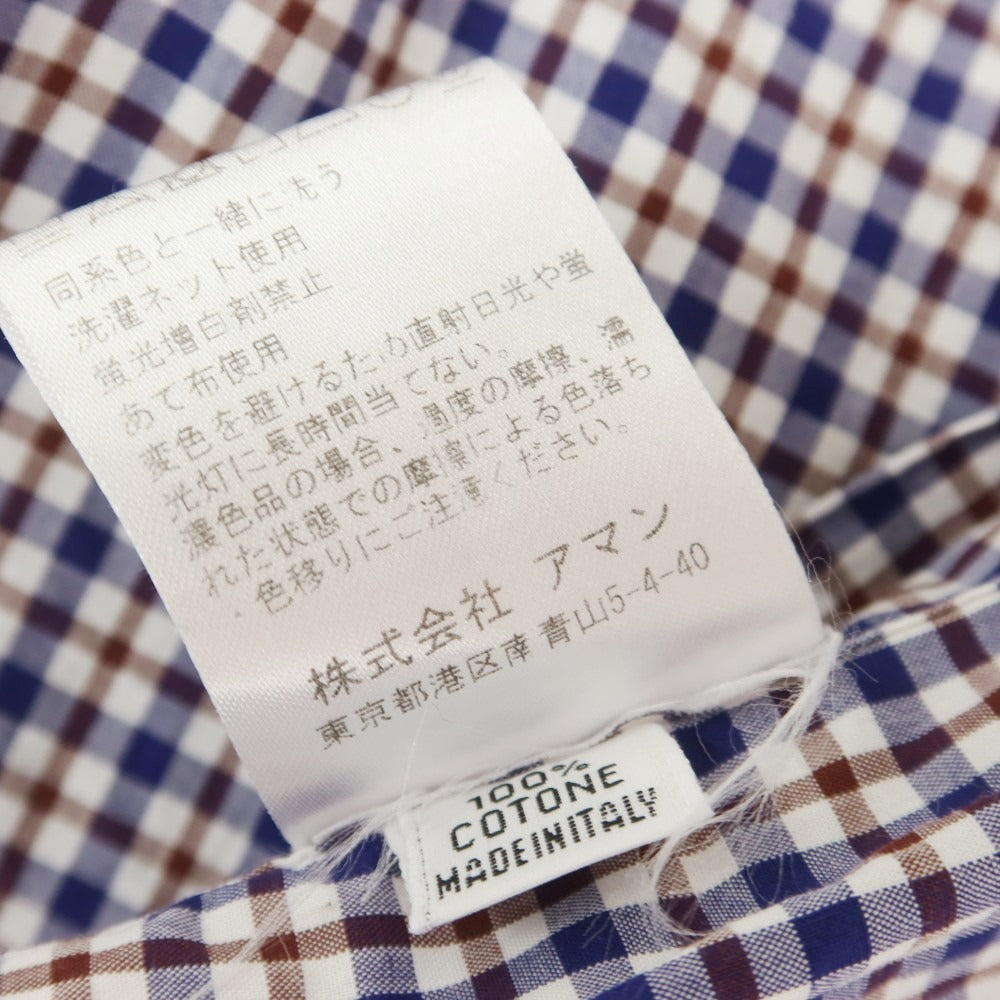 同系色と一緒に洗う
洗濯ネット使用
蛍光増白剤禁止
あて布使用
変色を避けるため直射日光や蛍
光灯に長時間当てない。
濃色品の場合、過度の摩擦、濡
れた状態での摩擦による色落ち
・色移りにご注意ください。
株式会社 アマン
東京都港区南青山5-4-40
100%
COTONE
MADEINITALY